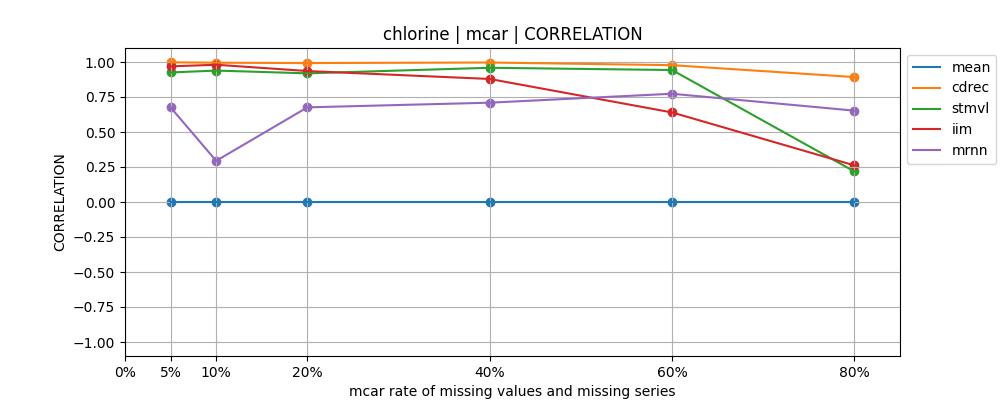 chlorine | mcar | CORRELATION
CORRELATION
1.00
0.75
0.50
0.25
0.00
−0.25
−0.50
−0.75
−1.00
0% 5% 10% 20% 40% 60% 80%
mcar rate of missing values and missing series
mean
cdrec
stmvl
iim
mrnn